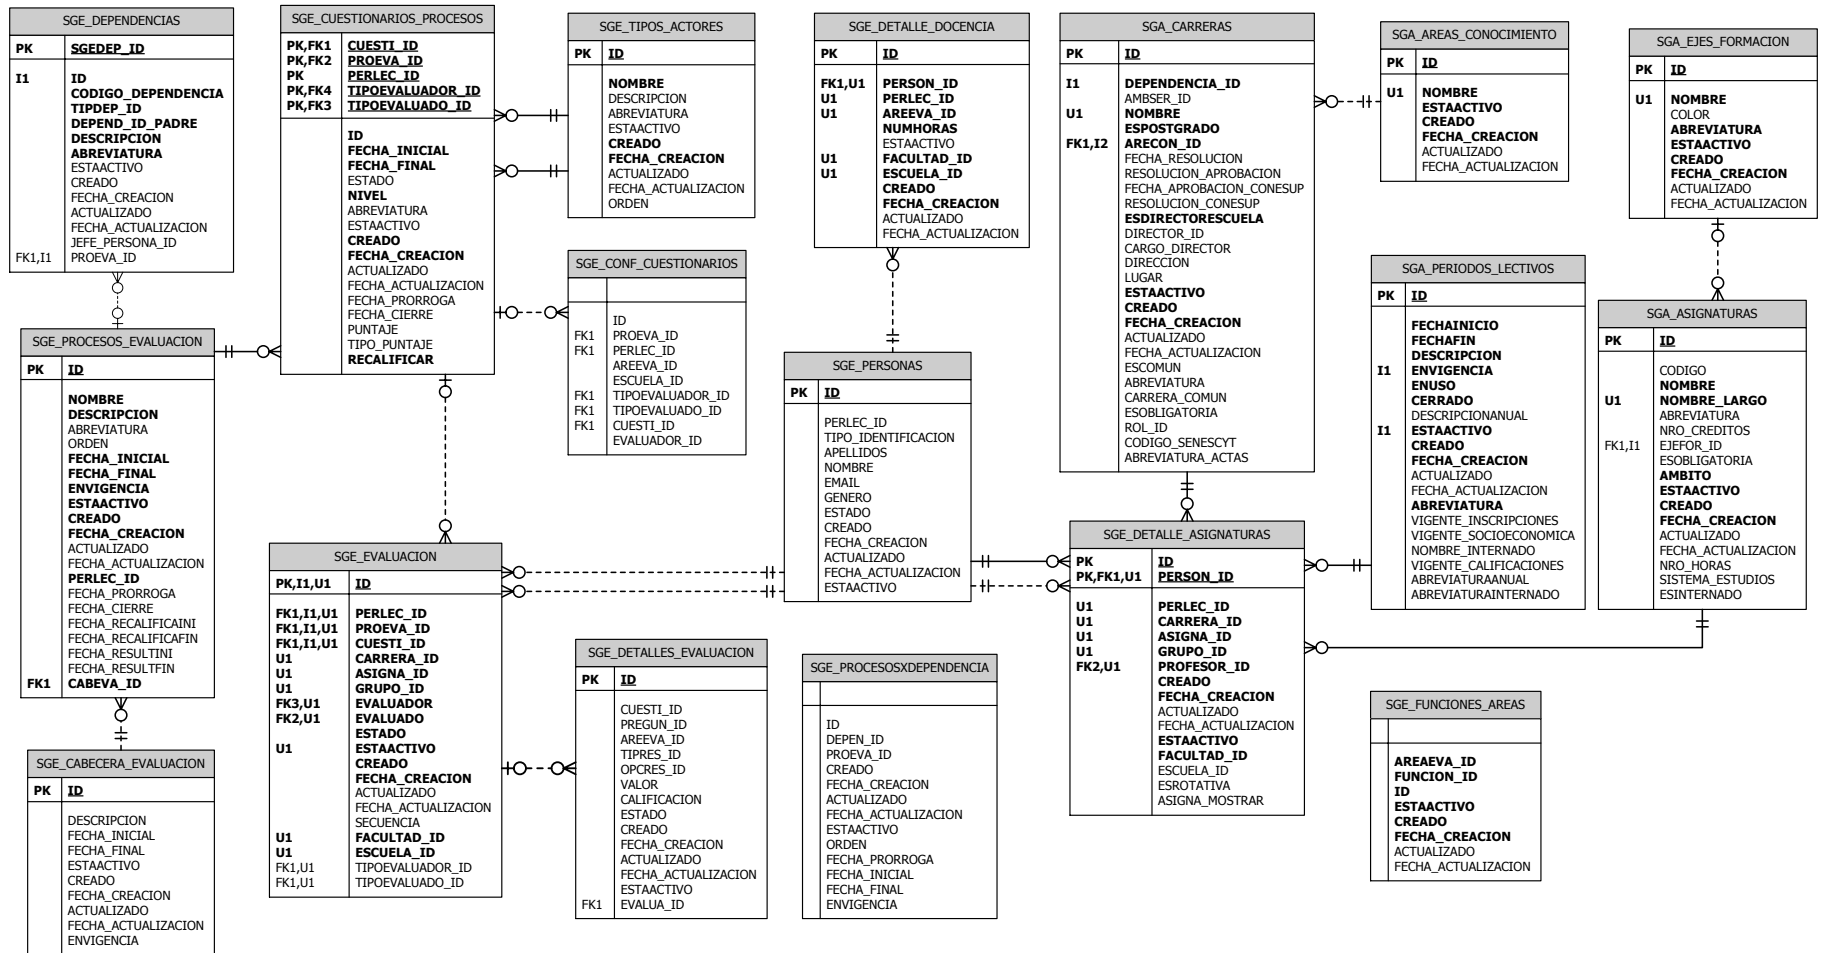 SGE_DEPENDENCIAS
PK SGEDEP_ID
I1 ID
CODIGO_DEPENDENCIA
TIPDEP_ID
DEPEND_ID_PADRE
DESCRIPCION
ABREVIATURA
ESTAACTIVO
CREADO
FECHA_CREACION
ACTUALIZADO
FECHA_ACTUALIZACION
JEFE_PERSONA_ID
FK1,I1 PROEVA_ID
SGE_CUESTIONARIOS_PROCESOS
PK,FK1 CUESTI_ID
PK,FK2 PROEVA_ID
PK PERLEC_ID
PK,FK4 TIPOEVALUADOR_ID
PK,FK3 TIPOEVALUADO_ID
ID
FECHA_INICIAL
FECHA_FINAL
ESTADO
NIVEL
ABREVIATURA
ESTAACTIVO
CREADO
FECHA_CREACION
ACTUALIZADO
FECHA_ACTUALIZACION
FECHA_PRORROGA
FECHA_CIERRE
PUNTAJE
TIPO_PUNTAJE
RECALIFICAR
SGE_TIPOS_ACTORES
PK ID
NOMBRE
DESCRIPCION
ABREVIATURA
ESTAACTIVO
CREADO
FECHA_CREACION
ACTUALIZADO
FECHA_ACTUALIZACION
ORDEN
SGE_DETALLE_DOCENCIA
PK ID
FK1,U1 PERSON_ID
U1 PERLEC_ID
U1 AREEVA_ID
NUMHORAS
ESTAACTIVO
U1 FACULTAD_ID
U1 ESCUELA_ID
CREADO
FECHA_CREACION
ACTUALIZADO
FECHA_ACTUALIZACION
SGA_CARRERAS
PK ID
I1 DEPENDENCIA_ID
AMBSER_ID
U1 NOMBRE
ESPOSTGRADO
FK1,I2 ARECON_ID
FECHA_RESOLUCION
RESOLUCION_APROBACION
FECHA_APROBACION_CONESUP
RESOLUCION_CONESUP
ESDIRECTORESCUELA
DIRECTOR_ID
CARGO_DIRECTOR
DIRECCION
LUGAR
ESTAACTIVO
CREADO
FECHA_CREACION
ACTUALIZADO
FECHA_ACTUALIZACION
ESCOMUN
ABREVIATURA
CARRERA_COMUN
ESOBLIGATORIA
ROL_ID
CODIGO_SENESCYT
ABREVIATURA_ACTAS
SGA_AREAS_CONOCIMIENTO
PK ID
U1 NOMBRE
ESTAACTIVO
CREADO
FECHA_CREACION
ACTUALIZADO
FECHA_ACTUALIZACION
SGA_EJES_FORMACION
PK ID
U1 NOMBRE
COLOR
ABREVIATURA
ESTAACTIVO
CREADO
FECHA_CREACION
ACTUALIZADO
FECHA_ACTUALIZACION
SGE_CONF_CUESTIONARIOS
ID
FK1 PROEVA_ID
FK1 PERLEC_ID
AREEVA_ID
ESCUELA_ID
FK1 TIPOEVALUADOR_ID
FK1 TIPOEVALUADO_ID
FK1 CUESTI_ID
EVALUADOR_ID
SGA_PERIODOS_LECTIVOS
PK ID
FECHAINICIO
FECHAFIN
DESCRIPCION
I1 ENVIGENCIA
ENUSO
CERRADO
DESCRIPCIONANUAL
I1 ESTAACTIVO
CREADO
FECHA_CREACION
ACTUALIZADO
FECHA_ACTUALIZACION
ABREVIATURA
VIGENTE_INSCRIPCIONES
VIGENTE_SOCIOECONOMICA
NOMBRE_INTERNADO
VIGENTE_CALIFICACIONES
ABREVIATURAANUAL
ABREVIATURAINTERNADO
SGA_ASIGNATURAS
PK ID
CODIGO
NOMBRE
U1 NOMBRE_LARGO
ABREVIATURA
NRO_CREDITOS
FK1,I1 EJEFOR_ID
ESOBLIGATORIA
AMBITO
ESTAACTIVO
CREADO
FECHA_CREACION
ACTUALIZADO
FECHA_ACTUALIZACION
NRO_HORAS
SISTEMA_ESTUDIOS
ESINTERNADO
SGE_PROCESOS_EVALUACION
PK ID
NOMBRE
DESCRIPCION
ABREVIATURA
ORDEN
FECHA_INICIAL
FECHA_FINAL
ENVIGENCIA
ESTAACTIVO
CREADO
FECHA_CREACION
ACTUALIZADO
FECHA_ACTUALIZACION
PERLEC_ID
FECHA_PRORROGA
FECHA_CIERRE
FECHA_RECALIFICAINI
FECHA_RECALIFICAFIN
FECHA_RESULTINI
FECHA_RESULTFIN
FK1 CABEVA_ID
SGE_PERSONAS
PK ID
PERLEC_ID
TIPO_IDENTIFICACION
APELLIDOS
NOMBRE
EMAIL
GENERO
ESTADO
CREADO
FECHA_CREACION
ACTUALIZADO
FECHA_ACTUALIZACION
ESTAACTIVO
SGE_EVALUACION
PK,I1,U1 ID
FK1,I1,U1 PERLEC_ID
FK1,I1,U1 PROEVA_ID
FK1,I1,U1 CUESTI_ID
U1 CARRERA_ID
U1 ASIGNA_ID
U1 GRUPO_ID
FK3,U1 EVALUADOR
FK2,U1 EVALUADO
ESTADO
U1 ESTAACTIVO
CREADO
FECHA_CREACION
ACTUALIZADO
FECHA_ACTUALIZACION
SECUENCIA
U1 FACULTAD_ID
U1 ESCUELA_ID
FK1,U1 TIPOEVALUADOR_ID
FK1,U1 TIPOEVALUADO_ID
SGE_DETALLE_ASIGNATURAS
PK ID
PK,FK1,U1 PERSON_ID
U1 PERLEC_ID
U1 CARRERA_ID
U1 ASIGNA_ID
U1 GRUPO_ID
FK2,U1 PROFESOR_ID
CREADO
FECHA_CREACION
ACTUALIZADO
FECHA_ACTUALIZACION
ESTAACTIVO
FACULTAD_ID
ESCUELA_ID
ESROTATIVA
ASIGNA_MOSTRAR
SGE_DETALLES_EVALUACION
PK ID
CUESTI_ID
PREGUN_ID
AREEVA_ID
TIPRES_ID
OPCRES_ID
VALOR
CALIFICACION
ESTADO
CREADO
FECHA_CREACION
ACTUALIZADO
FECHA_ACTUALIZACION
ESTAACTIVO
FK1 EVALUA_ID
SGE_PROCESOSXDEPENDENCIA
ID
DEPEN_ID
PROEVA_ID
CREADO
FECHA_CREACION
ACTUALIZADO
FECHA_ACTUALIZACION
ESTAACTIVO
ORDEN
FECHA_PRORROGA
FECHA_INICIAL
FECHA_FINAL
ENVIGENCIA
SGE_FUNCIONES_AREAS
AREAEVA_ID
FUNCION_ID
ID
ESTAACTIVO
CREADO
FECHA_CREACION
ACTUALIZADO
FECHA_ACTUALIZACION
SGE_CABECERA_EVALUACION
PK ID
DESCRIPCION
FECHA_INICIAL
FECHA_FINAL
ESTAACTIVO
CREADO
FECHA_CREACION
ACTUALIZADO
FECHA_ACTUALIZACION
ENVIGENCIA